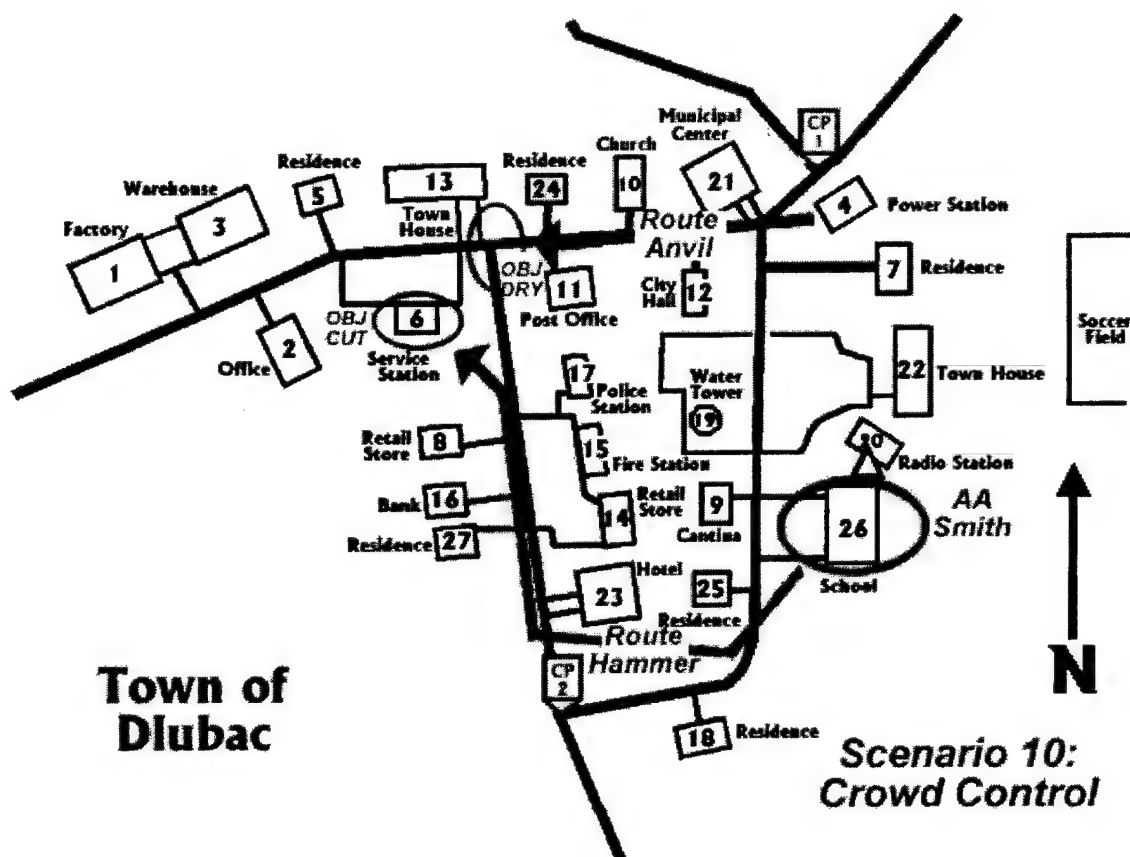 CP
1
Municipal
Center
21
Church
10
Residence
24
13
Town
House
Residence
5
Warehouse
3
Factory
1
Route
Anvil
4
Power Station
7
Residence
OBJ
DRY
11
Post Office
City
Hall
12
OBJ
CUT
6
Service
Station
2
Office
Soccer
Field
22
Town House
Water
Tower
19
17
Police
Station
Retail
Store
8
15
Fire Station
20
Radio Station
Bank
16
14
Retail
Store
9
Cantina
26
School
AA
Smith
Residence
27
Hotel
23
25
Residence
Route
Hammer
CP
2
N
Town of
Dlubac
18
Residence
Scenario 10:
Crowd Control